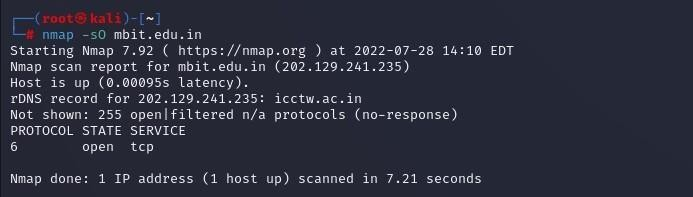 ┌──(root㉿kali)-[~]
└─# nmap -sO mbit.edu.in
Starting Nmap 7.92 ( https://nmap.org ) at 2022-07-28 14:10 EDT
Nmap scan report for mbit.edu.in (202.129.241.235)
Host is up (0.00095s latency).
rDNS record for 202.129.241.235: icctw.ac.in
Not shown: 255 open|filtered n/a protocols (no-response)
PROTOCOL STATE SERVICE
6        open  tcp
Nmap done: 1 IP address (1 host up) scanned in 7.21 seconds